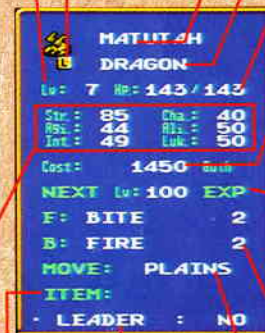 MATUTAH
L
DRAGON
Lv: 7 HP: 143/143
Str.: 85 Cha.: 40
Agi.: 44 Ali.: 50
Int.: 49 Luk.: 50
Cost: 1450 Goth
NEXT Lv: 100 EXP
F: BITE 2
B: FIRE 2
MOVE: PLAINS
ITEM:
· LEADER : NO